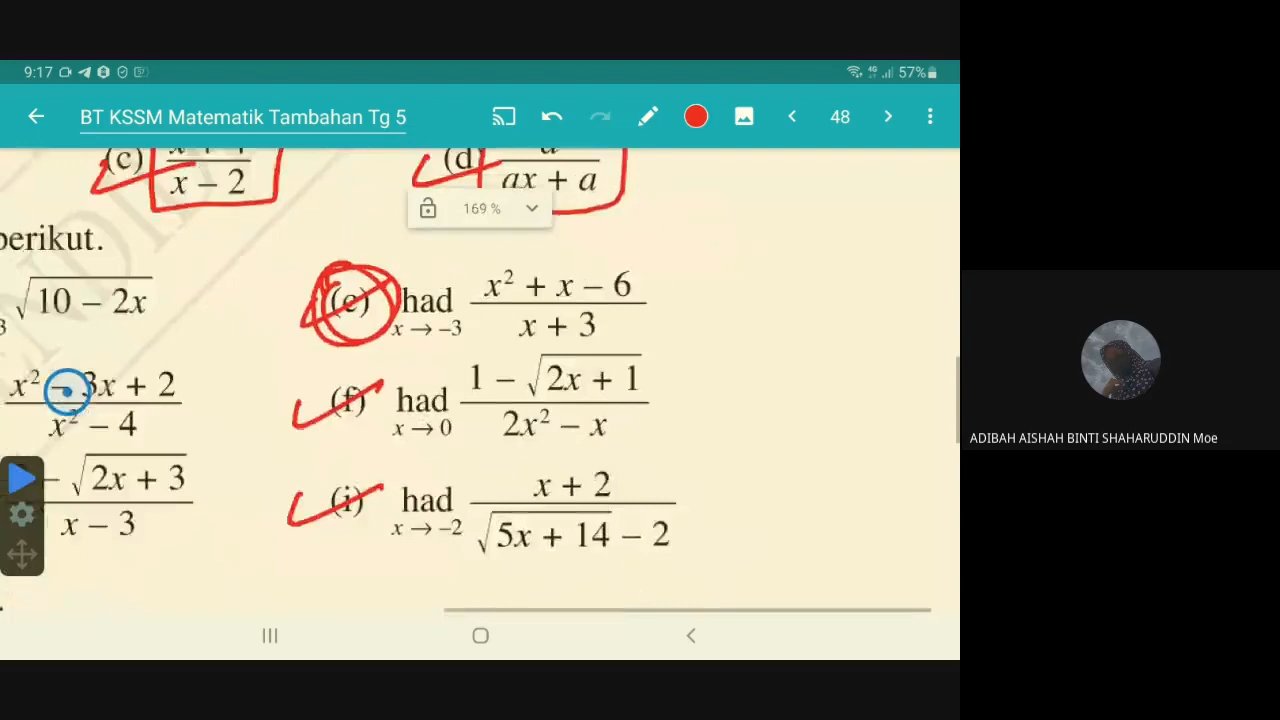 9:17 57%
BT KSSM Matematik Tambahan Tg 5 48
(c) x − 2
(d) ax + a
169 %
berikut.
3 √10 − 2x
(c) had x → −3 x² + x − 6 / x + 3
x² − 3x + 2 / x² − 4
(f) had x → 0 1 − √2x + 1 / 2x² − x
− √2x + 3 / x − 3
(i) had x → −2 x + 2 / √5x + 14 − 2
ADIBAH AISHAH BINTI SHAHARUDDIN Moe